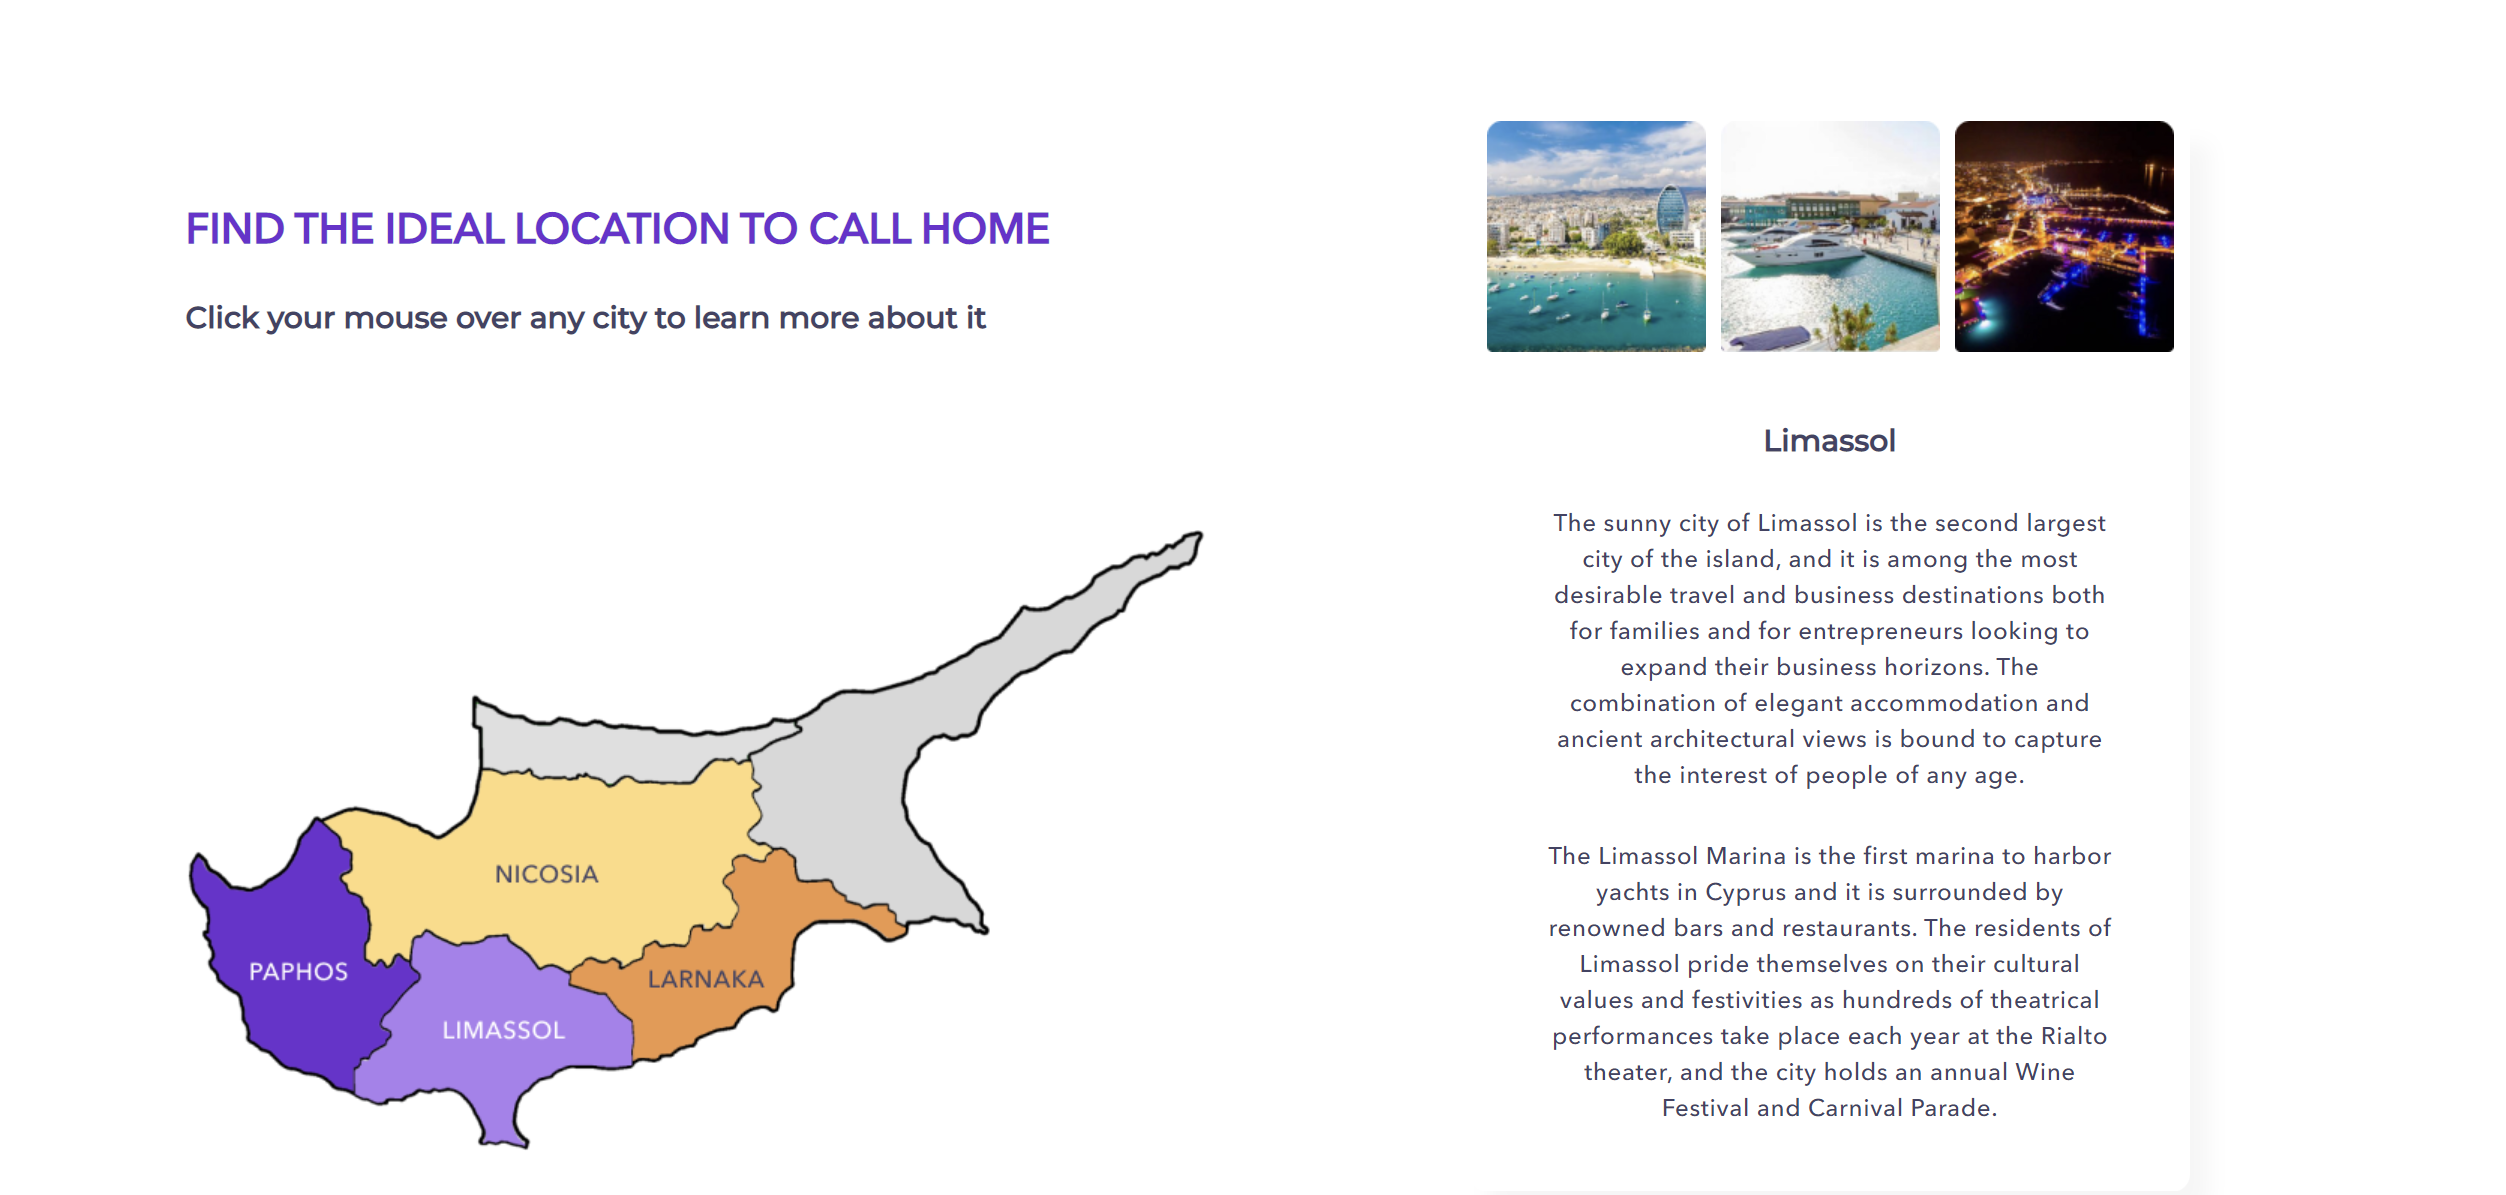 FIND THE IDEAL LOCATION TO CALL HOME
Click your mouse over any city to learn more about it
NICOSIA
PAPHOS
LARNAKA
LIMASSOL
Limassol
The sunny city of Limassol is the second largest
city of the island, and it is among the most
desirable travel and business destinations both
for families and for entrepreneurs looking to
expand their business horizons. The
combination of elegant accommodation and
ancient architectural views is bound to capture
the interest of people of any age.
The Limassol Marina is the first marina to harbor
yachts in Cyprus and it is surrounded by
renowned bars and restaurants. The residents of
Limassol pride themselves on their cultural
values and festivities as hundreds of theatrical
performances take place each year at the Rialto
theater, and the city holds an annual Wine
Festival and Carnival Parade.